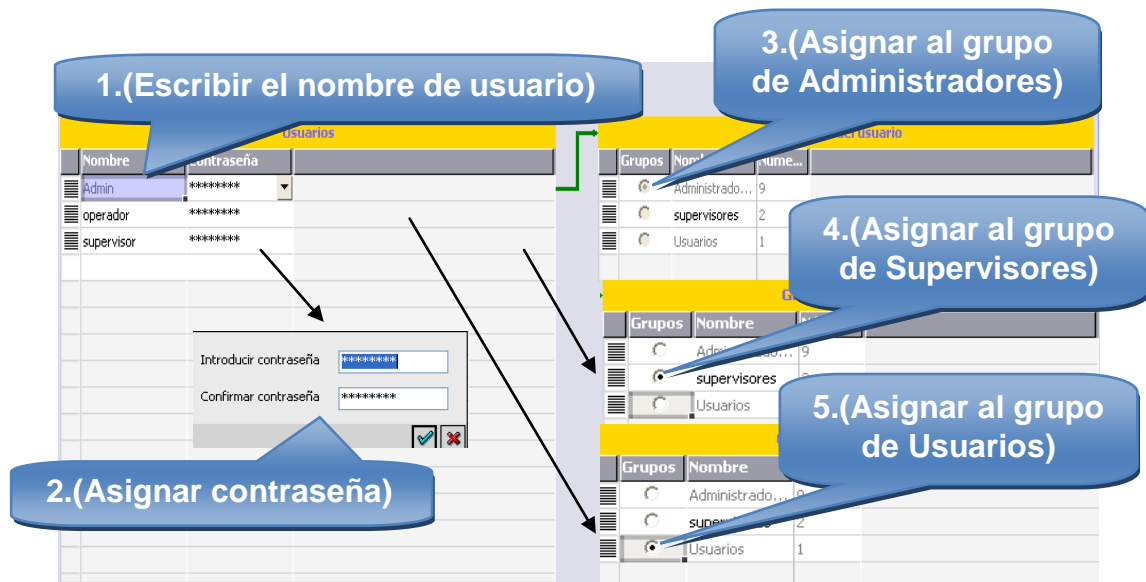 3.(Asignar al grupo
de Administradores)
1.(Escribir el nombre de usuario)
Usuarios
usuario
Nombre
Contraseña
Grupos Núme...
Admin ********
Administrado... 9
operador ********
supervisores 2
supervisor ********
Usuarios 1
4.(Asignar al grupo
de Supervisores)
Grupos Nombre
9
supervisores
Usuarios
Introducir contraseña ********
Confirmar contraseña ********
5.(Asignar al grupo
de Usuarios)
2.(Asignar contraseña)
Grupos Nombre
Administrado...
2
Usuarios 1